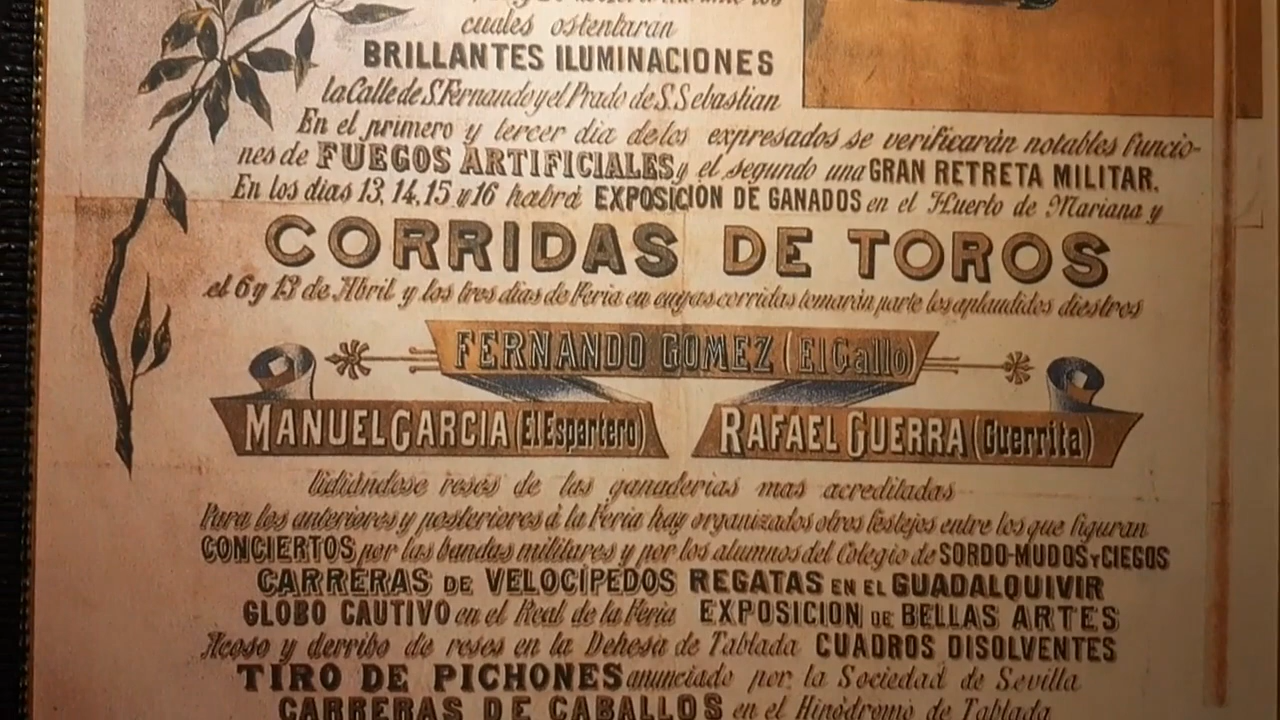 cuales ostentaran
BRILLANTES ILUMINACIONES
la Calle de S. Fernando y el Prado de S. Sebastian
En el primero y tercer dia de los expresados se verificarán notables funcio-
nes de FUEGOS ARTIFICIALES y el segundo una GRAN RETRETA MILITAR.
En los dias 13, 14, 15 y 16 habrá EXPOSICIÓN DE GANADOS en el Huerto de Mariana y
CORRIDAS DE TOROS
el 6 y 13 de Abril y los tres dias de Feria en cuyas corridas tomarán parte los aplaudidos diestros
FERNANDO GOMEZ (El Gallo)
MANUEL GARCIA (El Espartero)
RAFAEL GUERRA (Guerrita)
lidiándose reses de las ganaderias mas acreditadas
Para los anteriores y posteriores á la Feria hay organizados otros festejos entre los que figuran
CONCIERTOS por las bandas militares y por los alumnos del Colegio de SORDO-MUDOS Y CIEGOS
CARRERAS DE VELOCÍPEDOS REGATAS EN EL GUADALQUIVIR
GLOBO CAUTIVO en el Real de la Feria EXPOSICION DE BELLAS ARTES
Acoso y derribo de reses en la Dehesa de Tablada CUADROS DISOLVENTES
TIRO DE PICHONES anunciado por la Sociedad de Sevilla
CARRERAS DE CABALLOS en el Hipódromo de Tablada